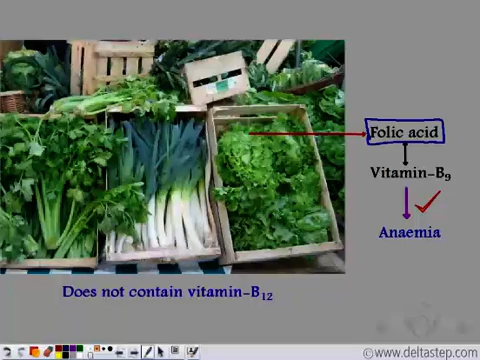 Folic acid
Vitamin-B9
Anaemia
Does not contain vitamin-B12
©www.deltastep.com